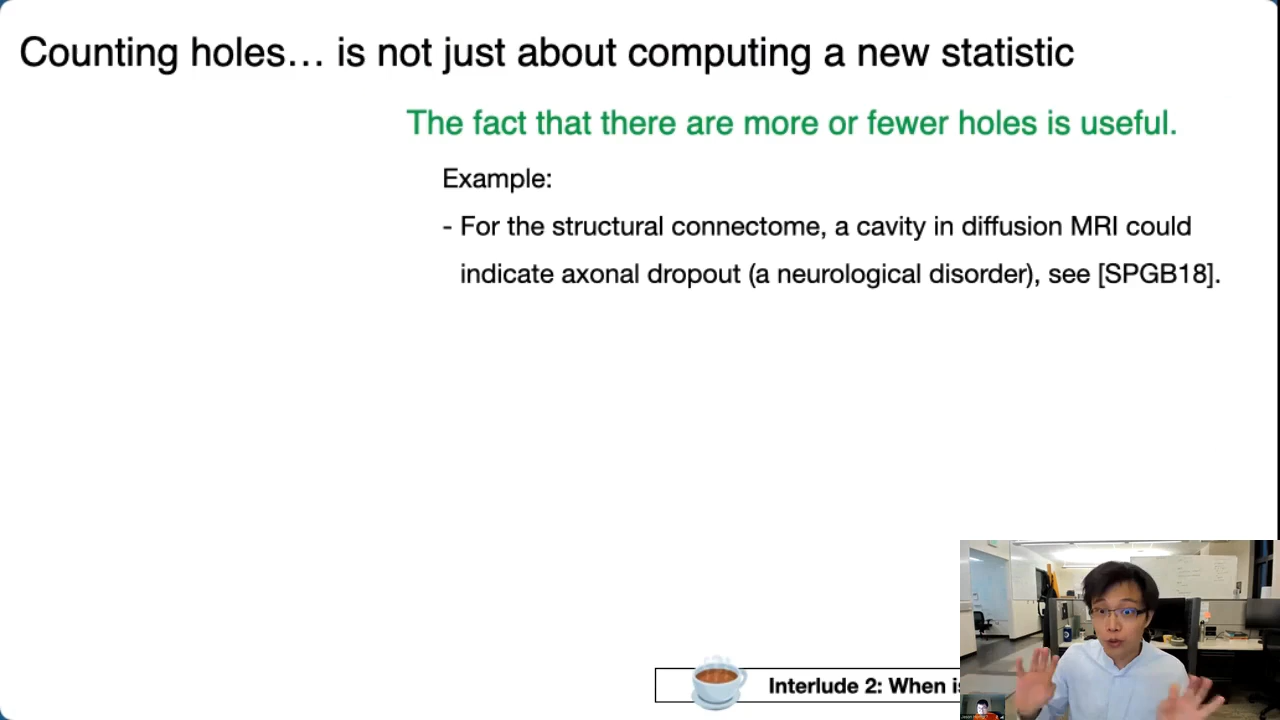 Counting holes… is not just about computing a new statistic
The fact that there are more or fewer holes is useful.
Example:
- For the structural connectome, a cavity in diffusion MRI could
indicate axonal dropout (a neurological disorder), see [SPGB18].
Interlude 2: When is